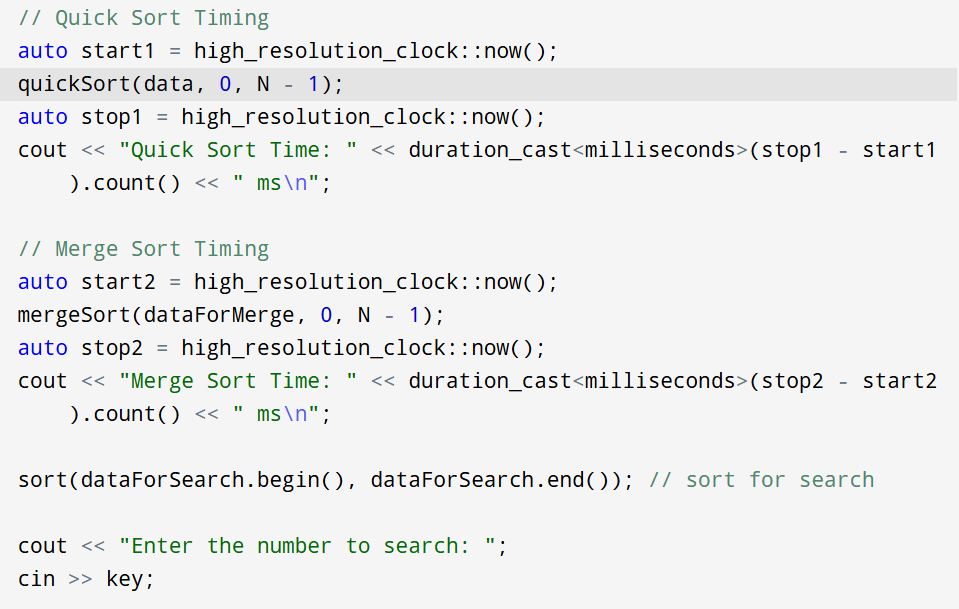 // Quick Sort Timing
auto start1 = high_resolution_clock::now();
quickSort(data, 0, N - 1);
auto stop1 = high_resolution_clock::now();
cout << "Quick Sort Time: " << duration_cast<milliseconds>(stop1 - start1
    ).count() << " ms\n";

// Merge Sort Timing
auto start2 = high_resolution_clock::now();
mergeSort(dataForMerge, 0, N - 1);
auto stop2 = high_resolution_clock::now();
cout << "Merge Sort Time: " << duration_cast<milliseconds>(stop2 - start2
    ).count() << " ms\n";

sort(dataForSearch.begin(), dataForSearch.end()); // sort for search

cout << "Enter the number to search: ";
cin >> key;